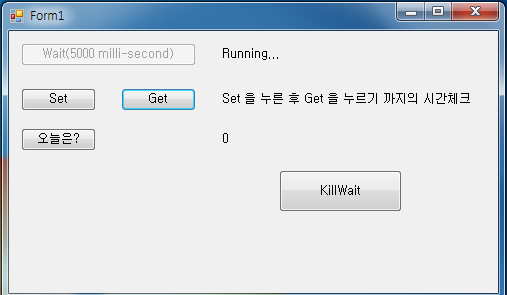 Form1
Wait(5000 milli-second)
Running...
Set
Get
Set 을 누른 후 Get 을 누르기 까지의 시간체크
오늘은?
0
KillWait